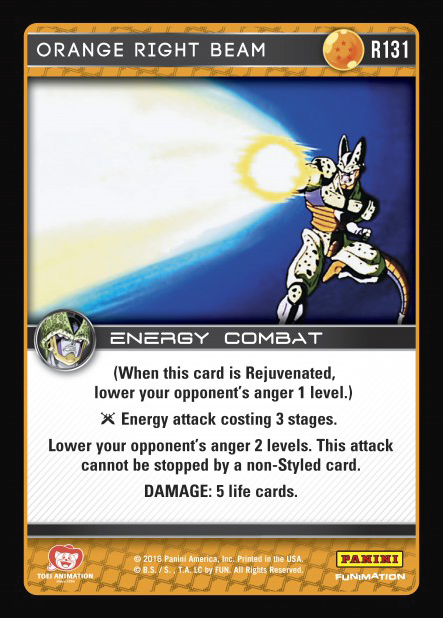 ORANGE RIGHT BEAM
R131
ENERGY COMBAT
(When this card is Rejuvenated,
lower your opponent's anger 1 level.)
Energy attack costing 3 stages.
Lower your opponent's anger 2 levels. This attack
cannot be stopped by a non-Styled card.
DAMAGE: 5 life cards.
TOEI ANIMATION
© 2016 Panini America, Inc. Printed in the USA.
© B.S./ S. , T.A. LC by FUN. All Rights Reserved.
PANINI
FUNIMATION